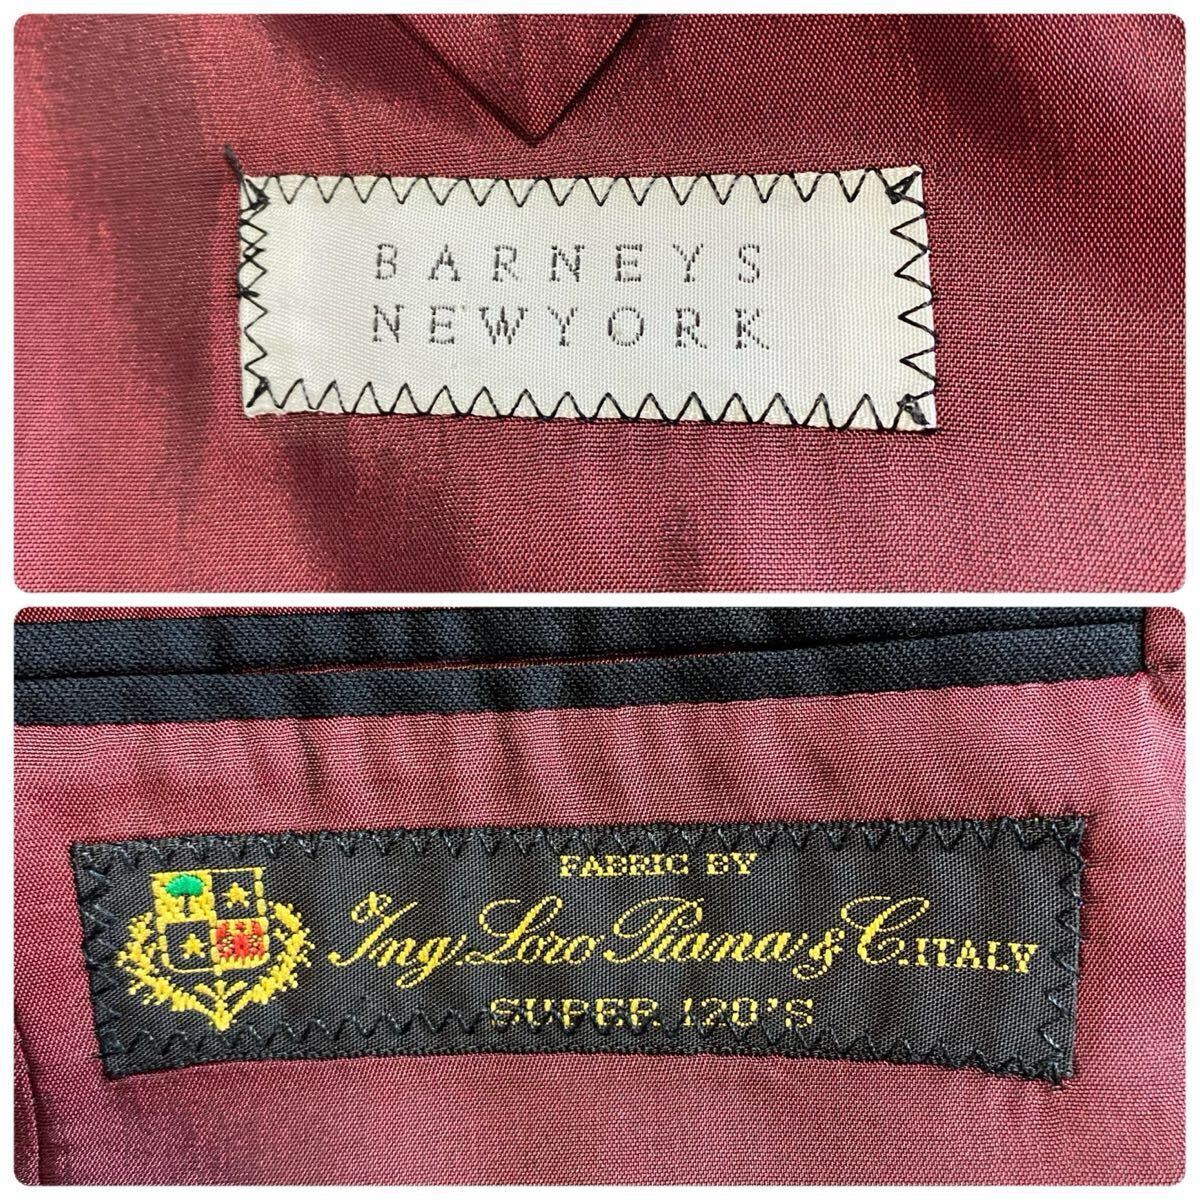 BARNEYS
NEWYORK
FABRIC BY
Ing. Loro Piana & C. ITALY
SUPER 120'S